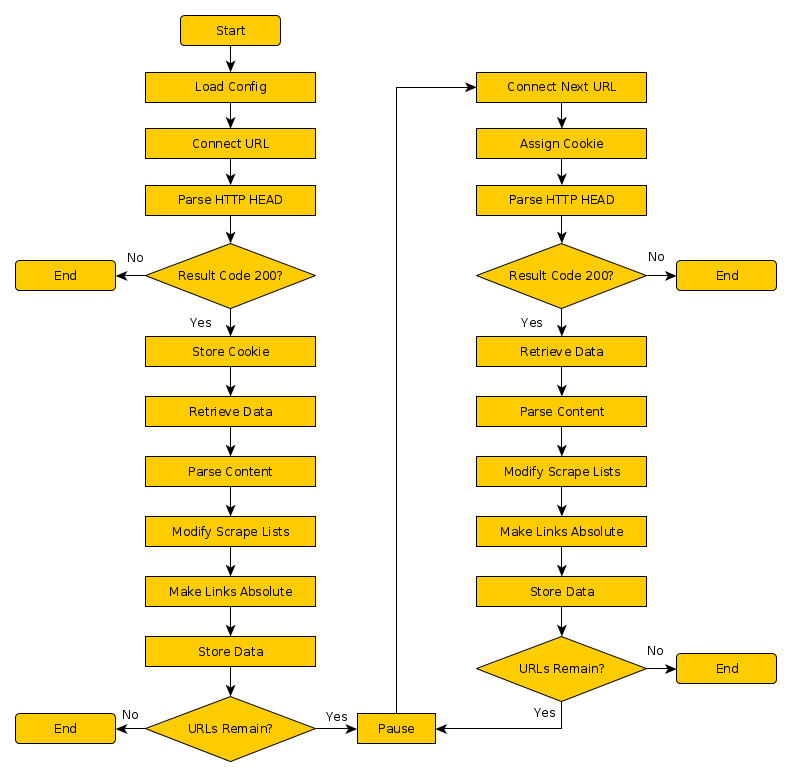 Start
Load Config
Connect URL
Parse HTTP HEAD
Result Code 200?
No
End
Yes
Store Cookie
Retrieve Data
Parse Content
Modify Scrape Lists
Make Links Absolute
Store Data
URLs Remain?
No
End
Yes
Pause
Connect Next URL
Assign Cookie
Parse HTTP HEAD
Result Code 200?
No
End
Yes
Retrieve Data
Parse Content
Modify Scrape Lists
Make Links Absolute
Store Data
URLs Remain?
No
End
Yes